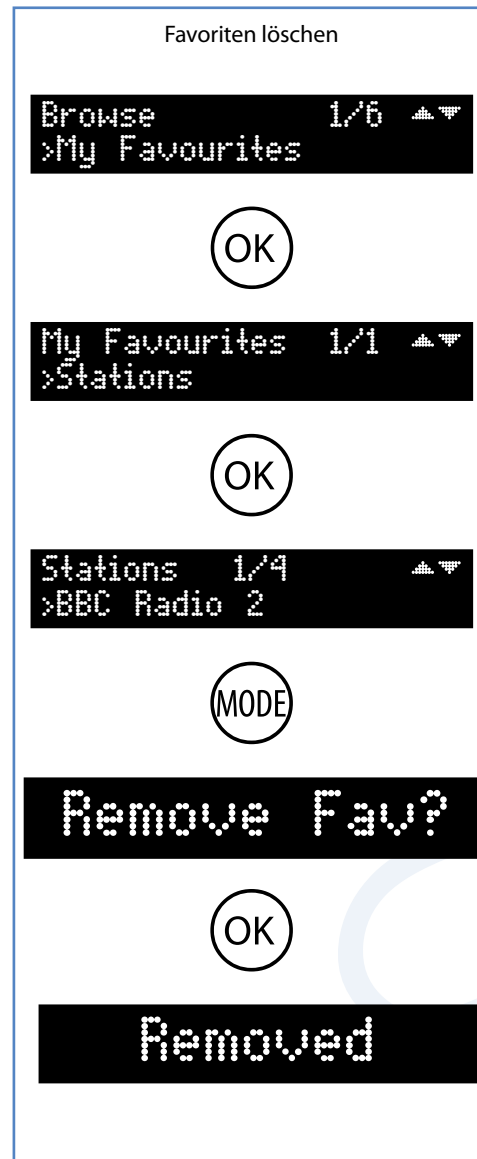 Favoriten löschen
Browse 1/6
>My Favourites
OK
My Favourites 1/1
>Stations
OK
Stations 1/4
>BBC Radio 2
MODE
Remove Fav?
OK
Removed